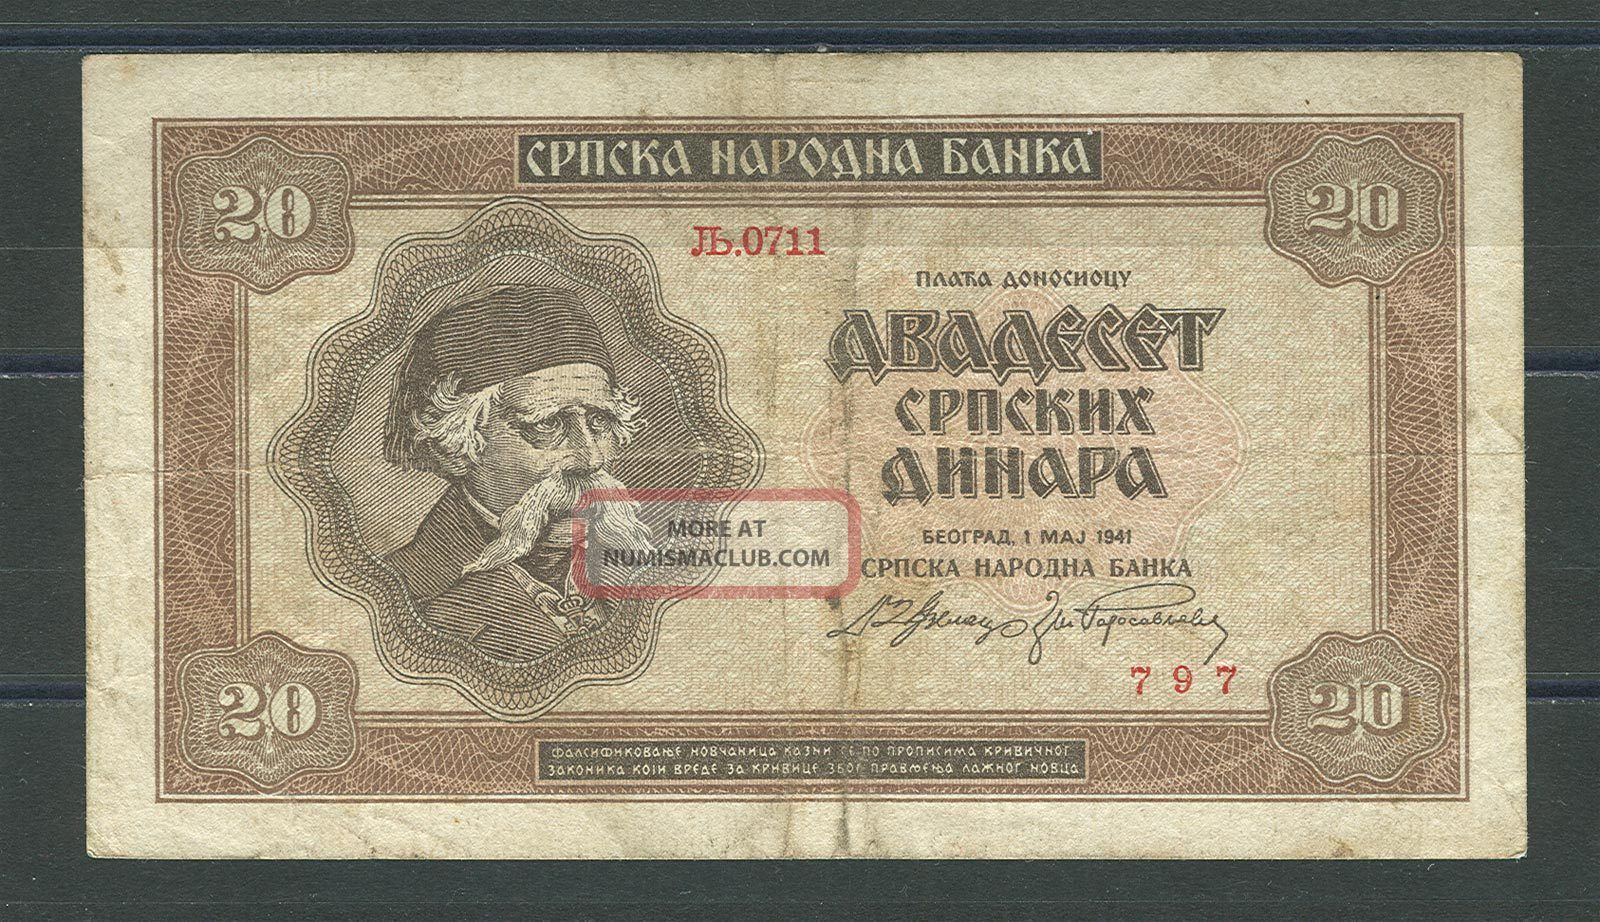 СРПСКА НАРОДНА БАНКА
20
20
Љ.0711
ПЛАЋА ДОНОСИОЦУ
ДВАДЕСЕТ
СРПСКИХ
ДИНАРА
БЕОГРАД, 1 МАЈ 1941
СРПСКА НАРОДНА БАНКА
MORE AT
NUMISMACLUB.COM
797
20
20
ФАЛСИФИКОВАЊЕ НОВЧАНИЦА КАЗНИ СЕ ПО ПРОПИСИМА КРИВИЧНОГ
ЗАКОНИКА КОЈИ ВРЕДЕ ЗА КРИВИЦЕ ЗБОГ ПРАВЉЕЊА ЛАЖНОГ НОВЦА